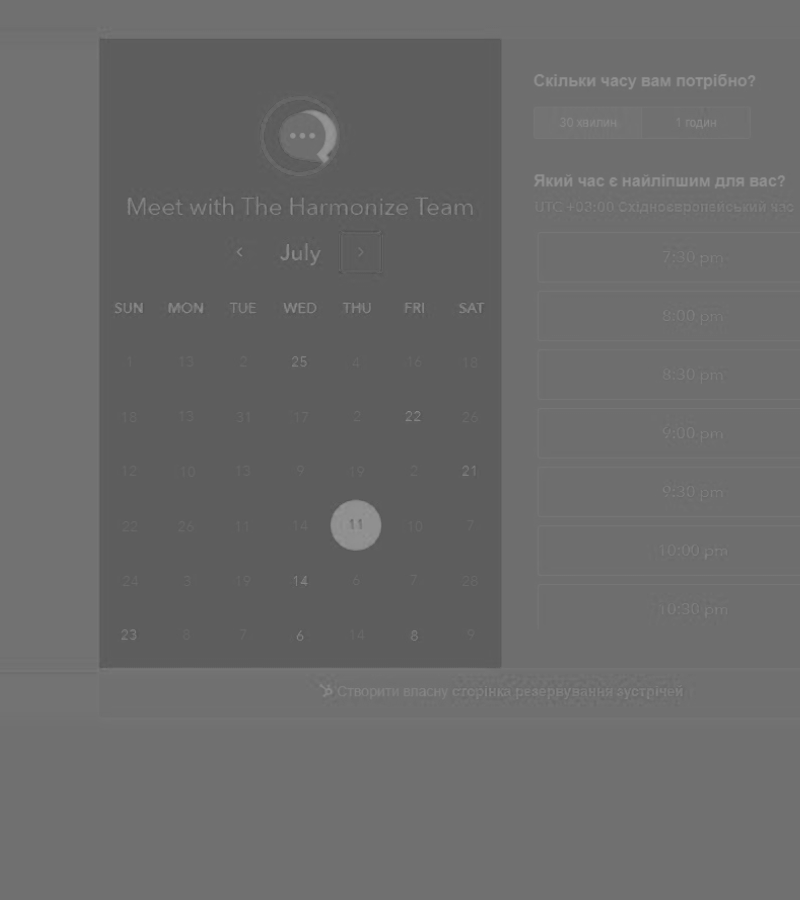 Meet with The Harmonize Team
July
SUN MON TUE WED THU FRI SAT
1 13 2 25 4 16 18
18 13 31 17 2 22 26
12 10 13 9 19 2 21
22 26 11 14 11 10 7
24 3 19 14 6 7 28
23 6 7 6 14 8 9
Скільки часу вам потрібно?
30 хвилин 1 годин
Який час є найліпшим для вас?
UTC +03:00 Східноєвропейський час
7:30 pm
8:00 pm
8:30 pm
9:00 pm
9:30 pm
10:00 pm
10:30 pm
Створити власну сторінка резервування зустрічей